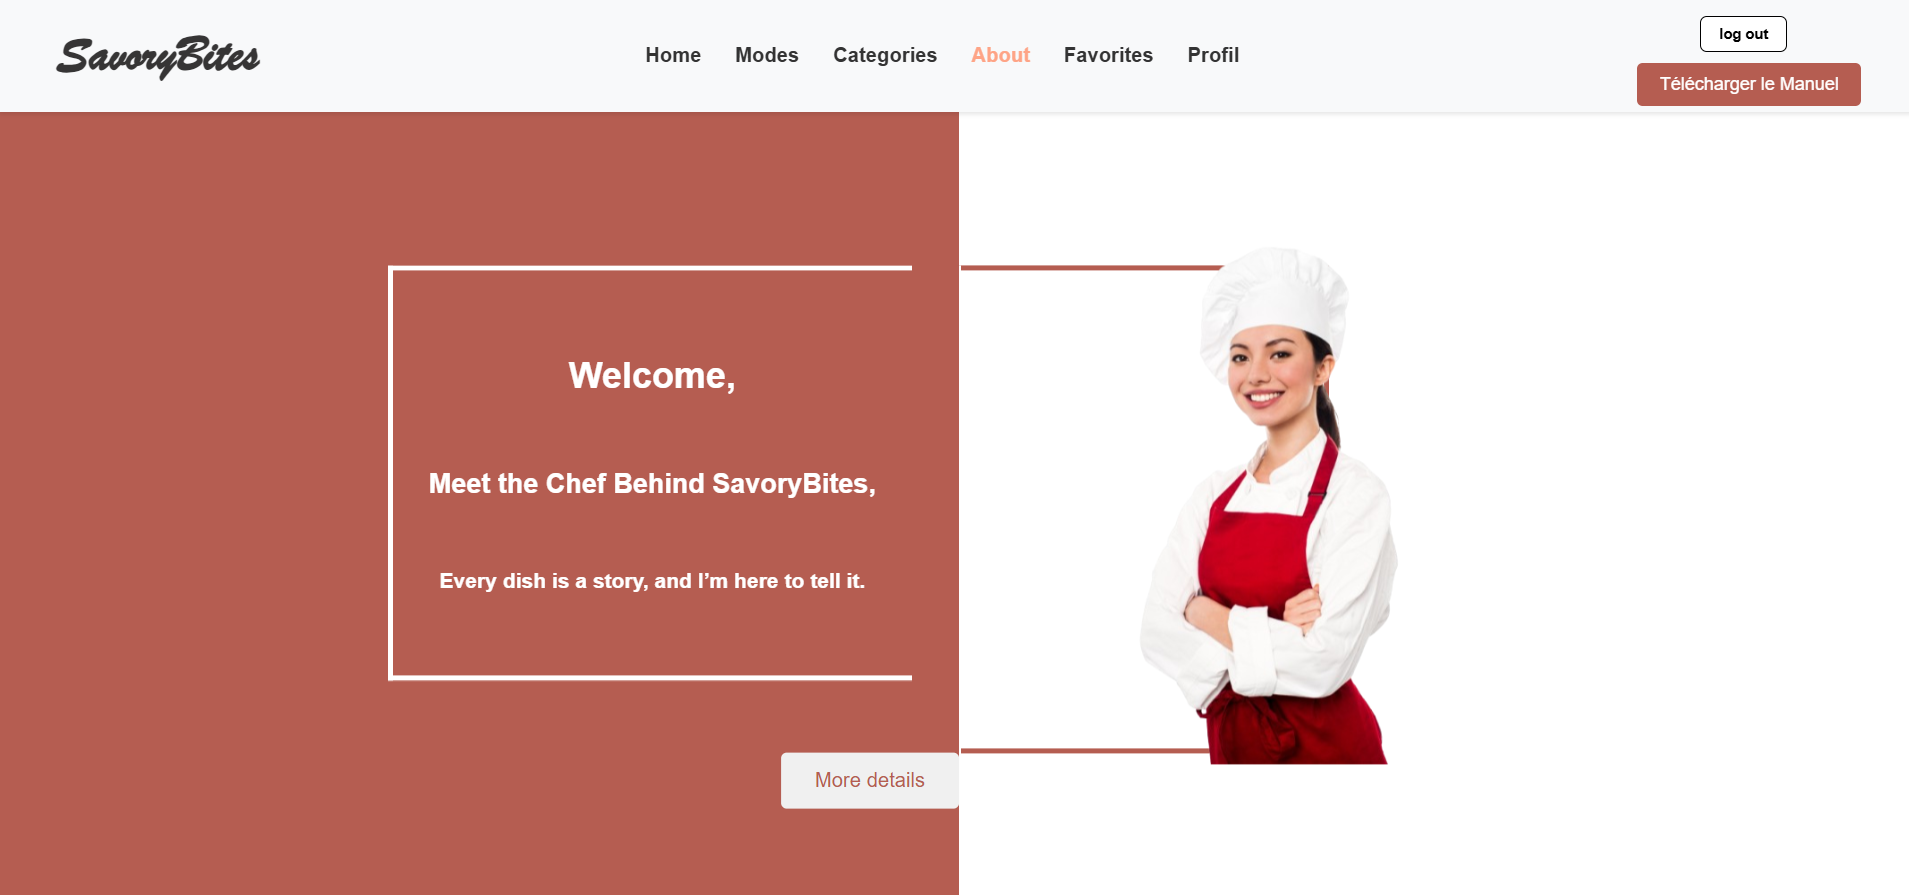 SavoryBites
Home Modes Categories About Favorites Profil
log out
Télécharger le Manuel
Welcome,
Meet the Chef Behind SavoryBites,
Every dish is a story, and I’m here to tell it.
More details